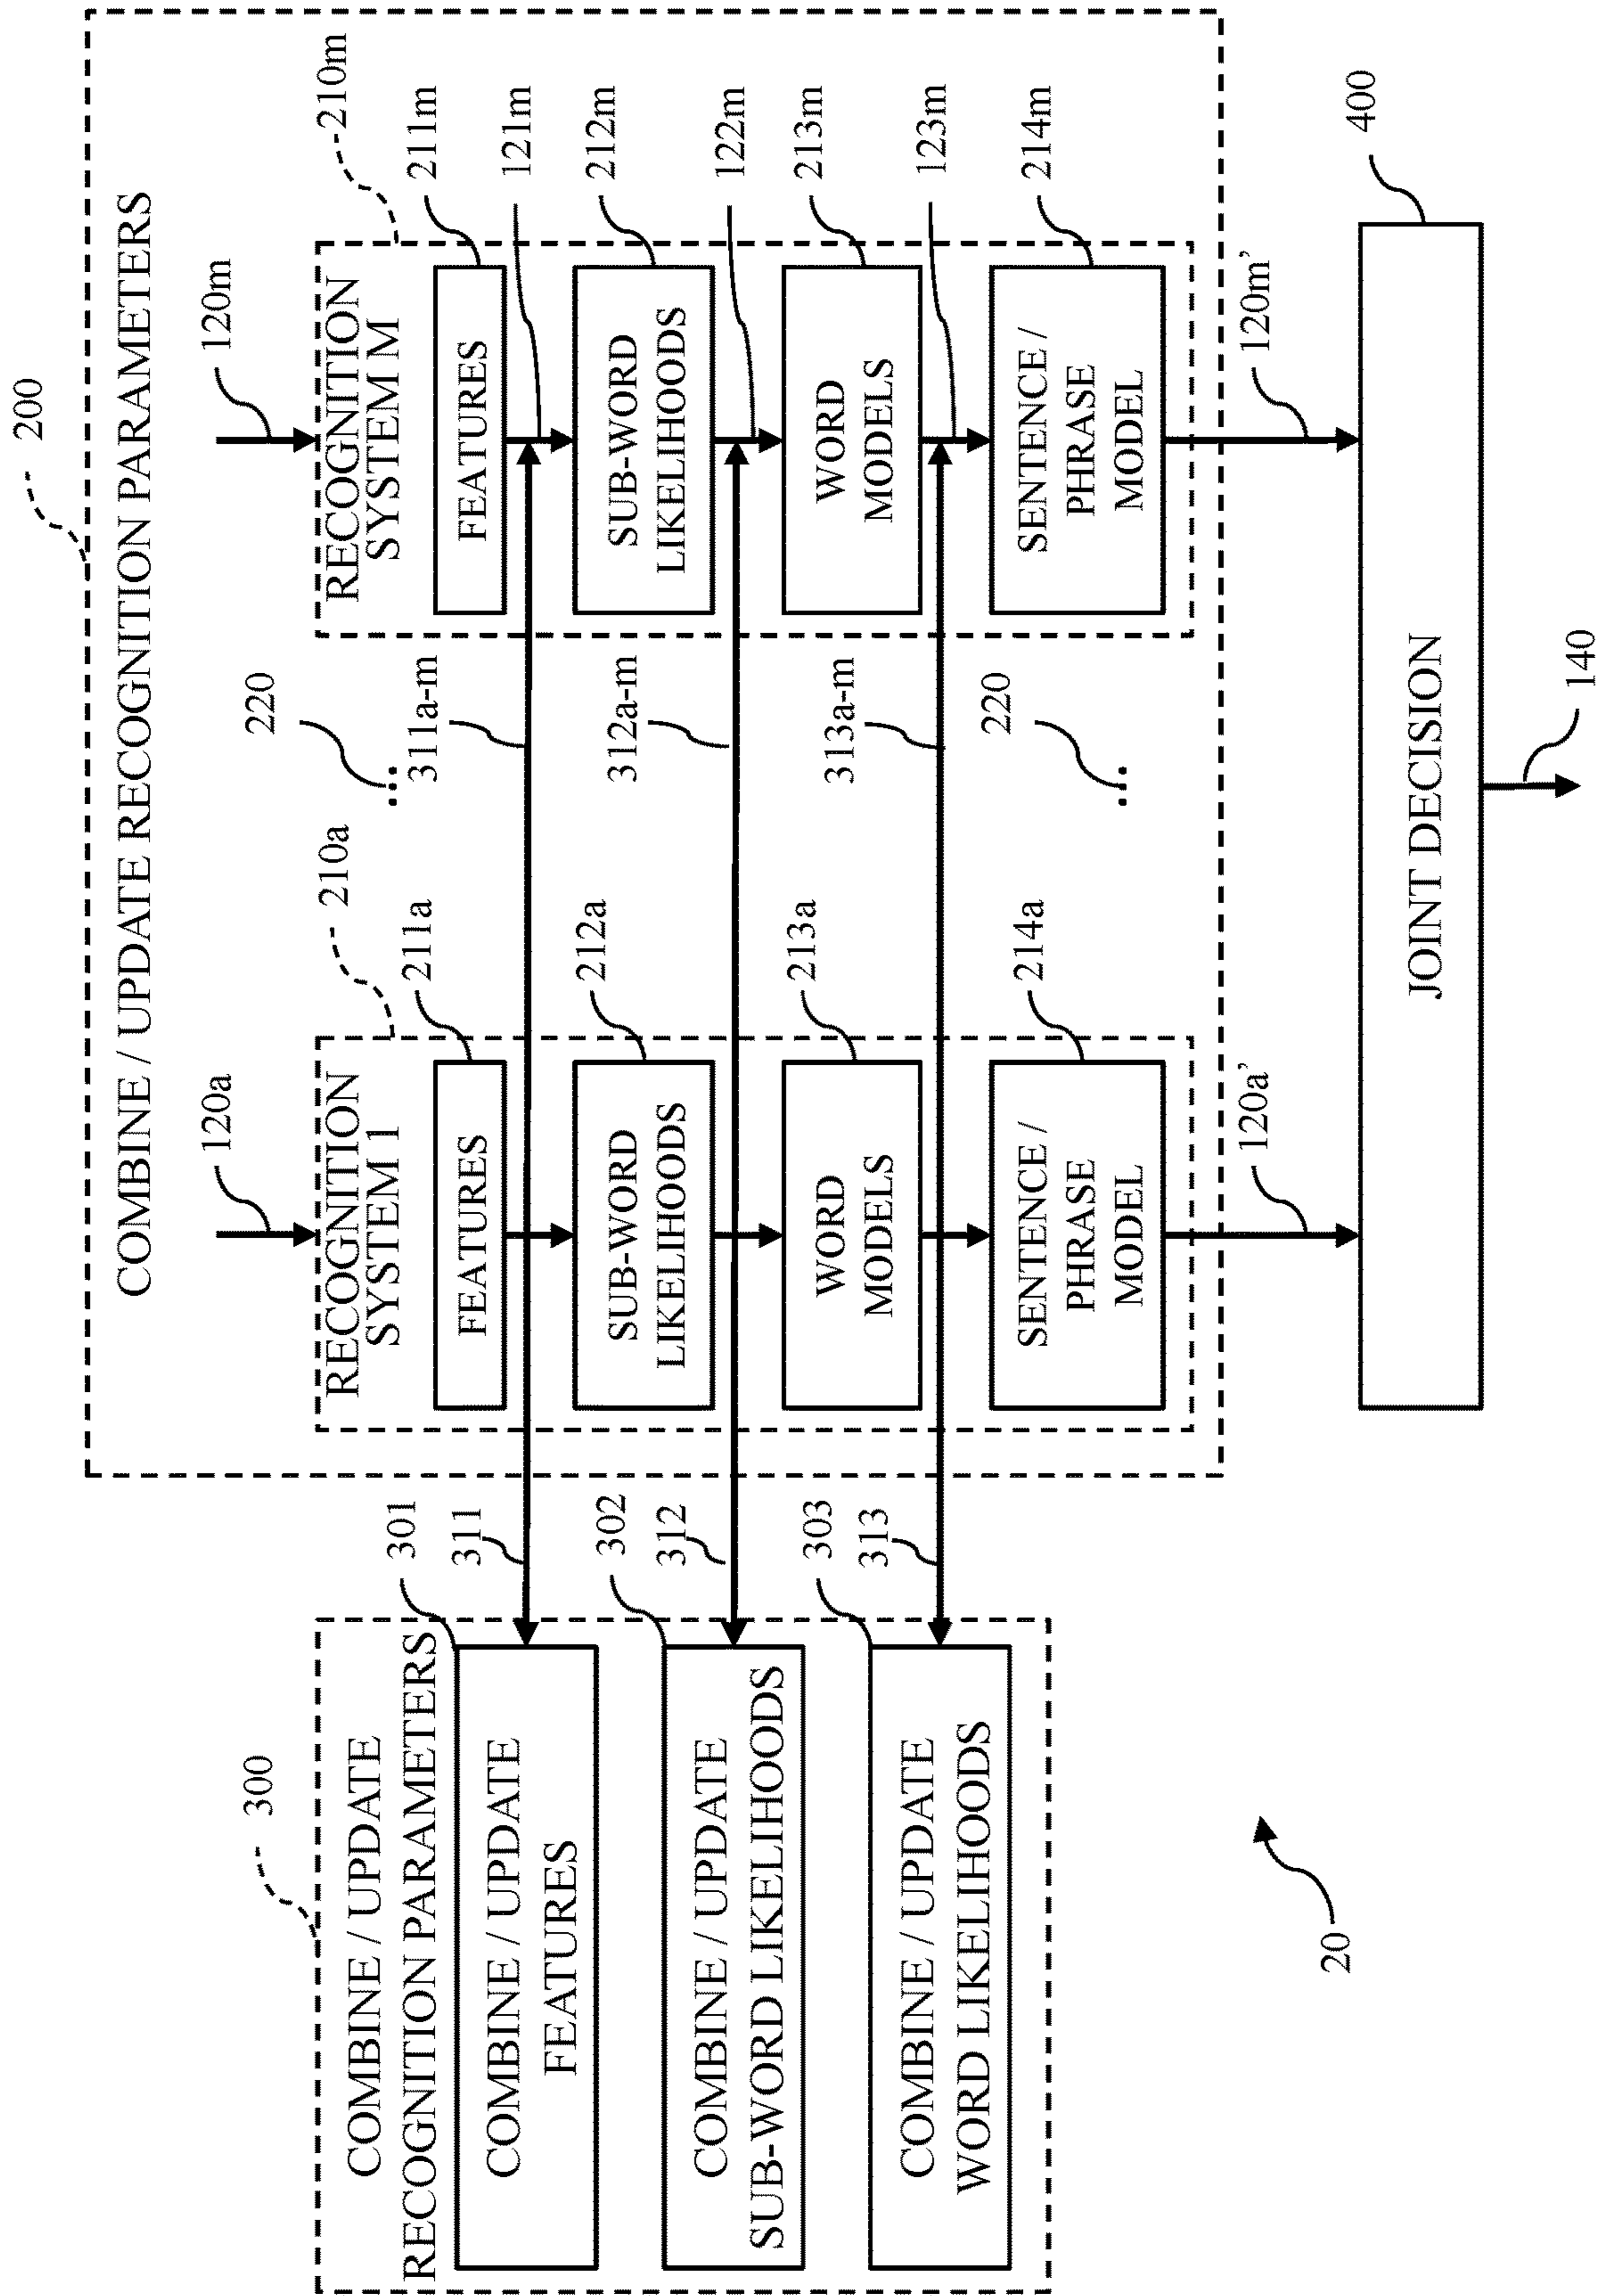 200
COMBINE / UPDATE RECOGNITION PARAMETERS
120a
120m
300
COMBINE / UPDATE
RECOGNITION PARAMETERS
210a
220
...
210m
RECOGNITION
SYSTEM 1
RECOGNITION
SYSTEM M
301
COMBINE / UPDATE
FEATURES
311
FEATURES
211a
311a-m
FEATURES
211m
121m
302
COMBINE / UPDATE
SUB-WORD LIKELIHOODS
312
SUB-WORD
LIKELIHOODS
212a
312a-m
SUB-WORD
LIKELIHOODS
212m
122m
303
COMBINE / UPDATE
WORD LIKELIHOODS
313
WORD
MODELS
213a
313a-m
WORD
MODELS
213m
123m
SENTENCE /
PHRASE
MODEL
214a
220
...
SENTENCE /
PHRASE
MODEL
214m
120a’
120m’
20
JOINT DECISION
400
140